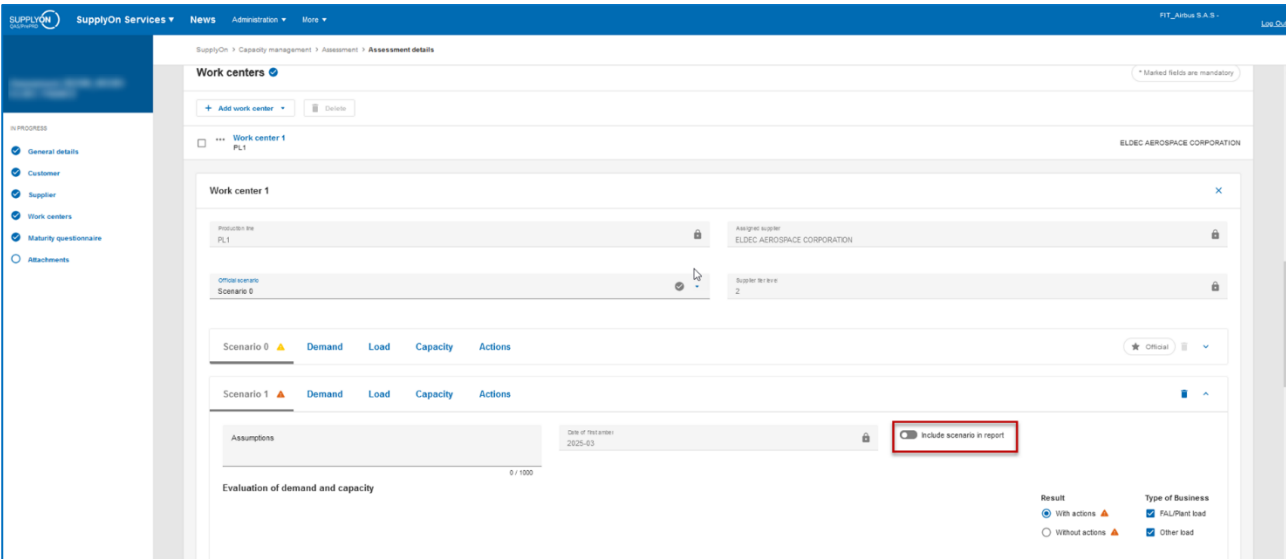 SUPPLYON SupplyOn Services News Administration More FIT_Airbus S.A.S - Log Out
SupplyOn > Capacity management > Assessment > Assessment details
Work centers
* Marked fields are mandatory
+ Add work center Delete
IN PROGRESS
General details
Customer
Supplier
Work centers
Maturity questionnaire
Attachments
Work center 1
PL1
ELDEC AEROSPACE CORPORATION
Work center 1
Production line
PL1
Assigned supplier
ELDEC AEROSPACE CORPORATION
Official scenario
Scenario 0
Supplier tier level
2
Scenario 0 Demand Load Capacity Actions Official
Scenario 1 Demand Load Capacity Actions
Assumptions
0 / 1000
Date of first amber
2025-03
Include scenario in report
Evaluation of demand and capacity
Result
With actions
Without actions
Type of Business
FAL/Plant load
Other load